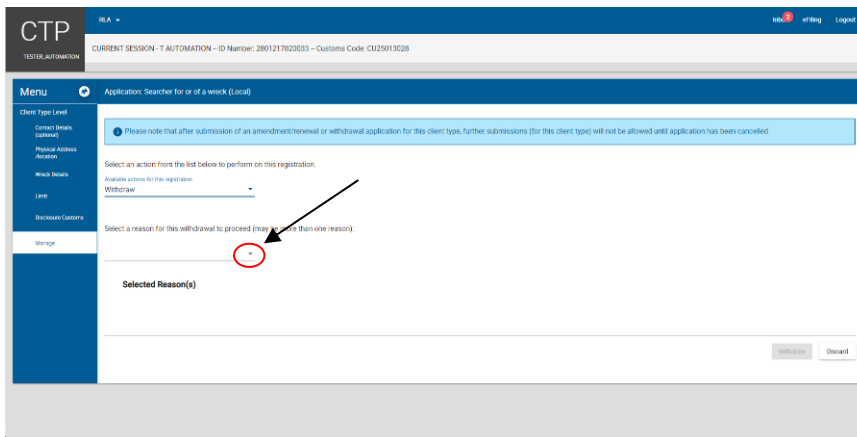 CTP
TESTER_AUTOMATION
RLA
Inbox 2 eFiling Logout
CURRENT SESSION - T AUTOMATION – ID Number: 2801217820033 – Customs Code: CU25013028
Menu
Application: Searcher for or of a wreck (Local)
Client Type Level
Contact Details
(optional)
Physical Address
/location
Wreck Details
Limit
Disclosure Customs
Manage
Please note that after submission of an amendment/renewal or withdrawal application for this client type, further submissions (for this client type) will not be allowed until application has been cancelled
Select an action from the list below to perform on this registration.
Available actions for this registration
Withdraw
Select a reason for this withdrawal to proceed (may be more than one reason):
Selected Reason(s)
Withdraw Discard